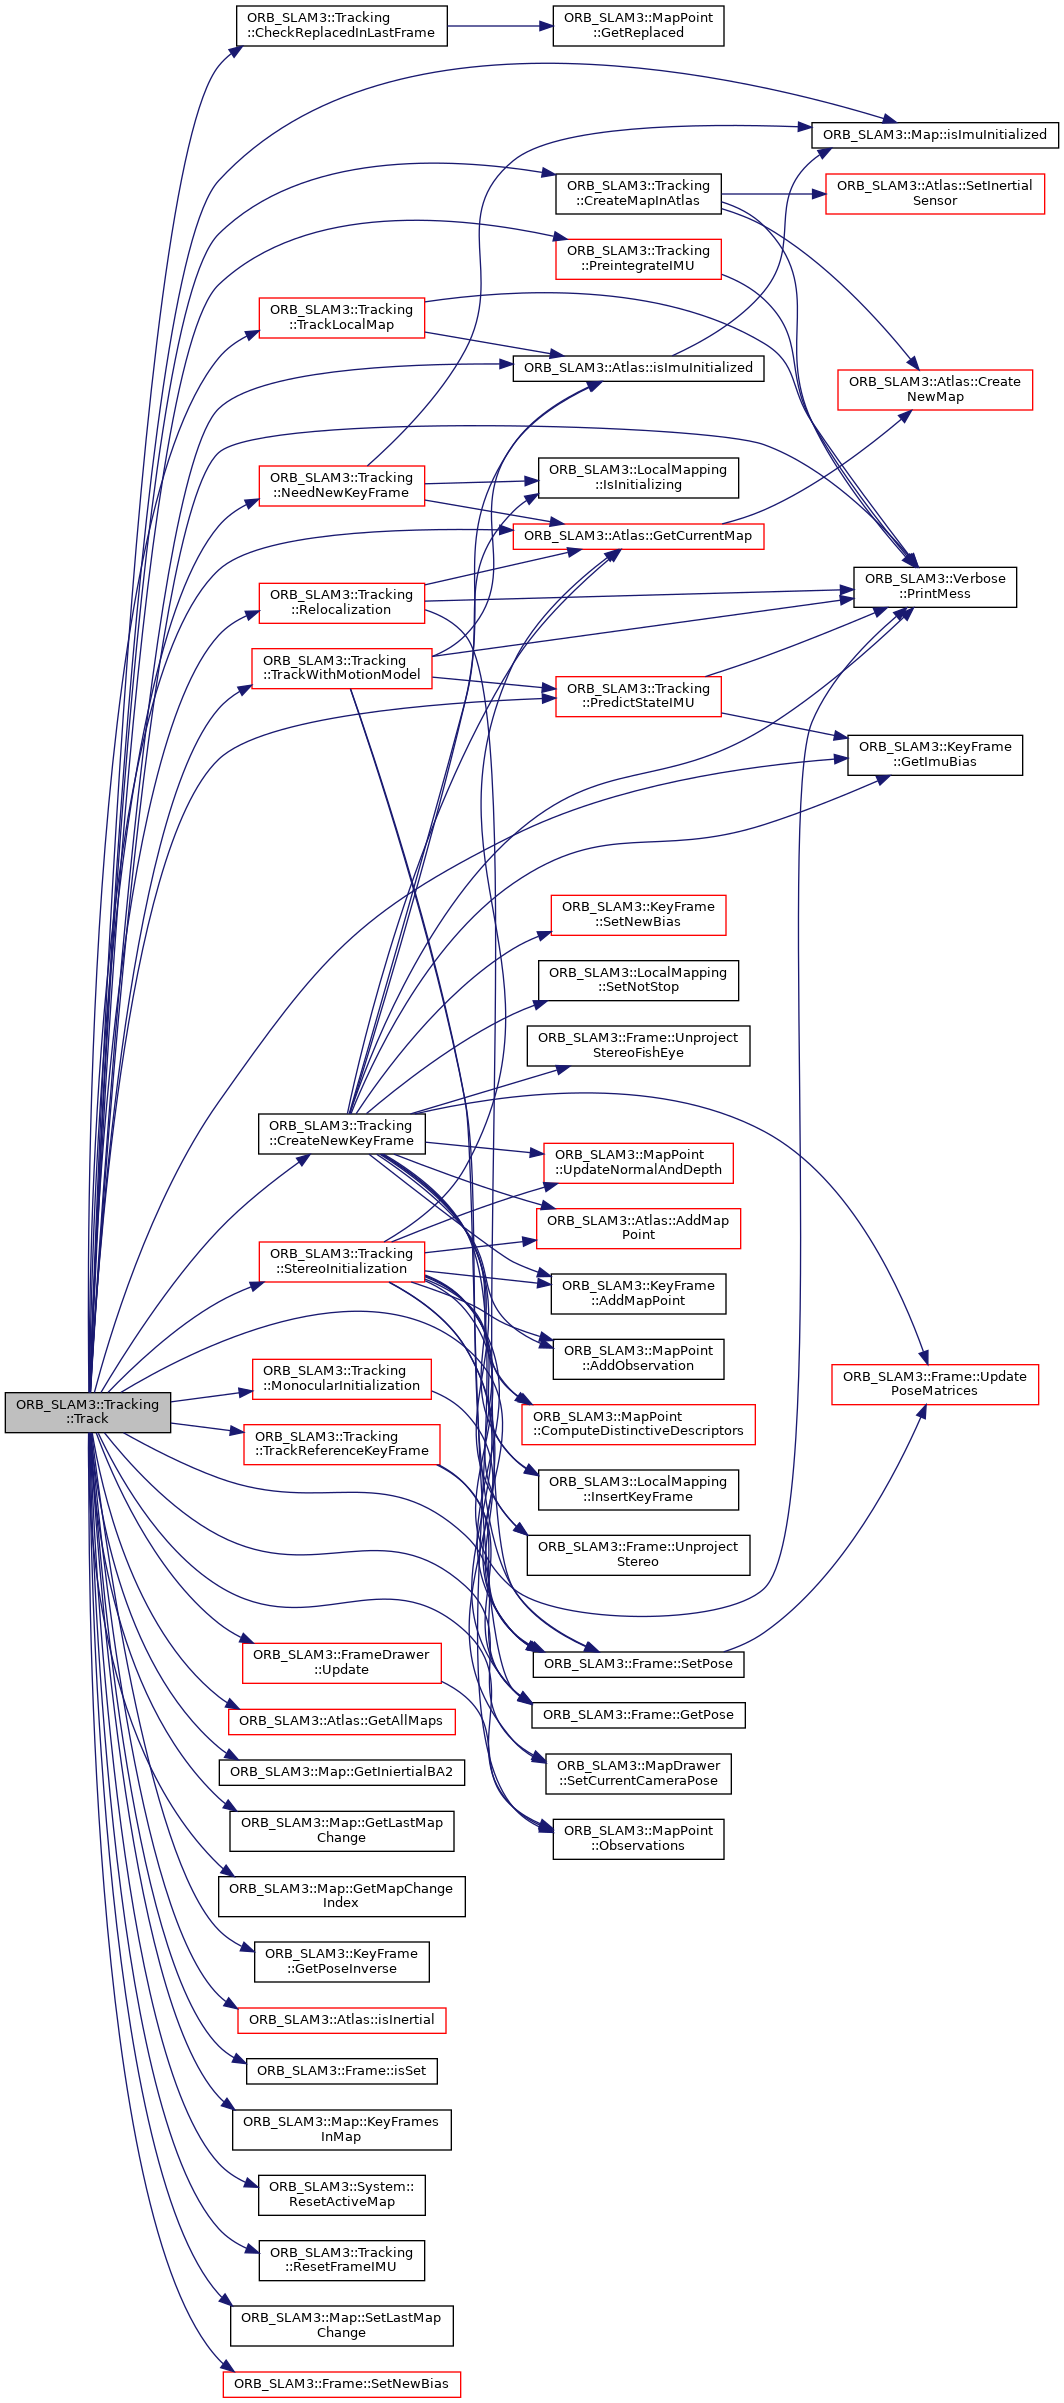 ORB_SLAM3::Tracking
::CheckReplacedInLastFrame
ORB_SLAM3::MapPoint
::GetReplaced
ORB_SLAM3::Map::isImuInitialized
ORB_SLAM3::Tracking
::CreateMapInAtlas
ORB_SLAM3::Atlas::SetInertial
Sensor
ORB_SLAM3::Tracking
::PreintegrateIMU
ORB_SLAM3::Tracking
::TrackLocalMap
ORB_SLAM3::Atlas::isImuInitialized
ORB_SLAM3::Atlas::Create
NewMap
ORB_SLAM3::Tracking
::NeedNewKeyFrame
ORB_SLAM3::LocalMapping
::IsInitializing
ORB_SLAM3::Atlas::GetCurrentMap
ORB_SLAM3::Verbose
::PrintMess
ORB_SLAM3::Tracking
::Relocalization
ORB_SLAM3::Tracking
::TrackWithMotionModel
ORB_SLAM3::Tracking
::PredictStateIMU
ORB_SLAM3::KeyFrame
::GetImuBias
ORB_SLAM3::KeyFrame
::SetNewBias
ORB_SLAM3::LocalMapping
::SetNotStop
ORB_SLAM3::Frame::Unproject
StereoFishEye
ORB_SLAM3::Tracking
::CreateNewKeyFrame
ORB_SLAM3::MapPoint
::UpdateNormalAndDepth
ORB_SLAM3::Atlas::AddMap
Point
ORB_SLAM3::Tracking
::StereoInitialization
ORB_SLAM3::KeyFrame
::AddMapPoint
ORB_SLAM3::MapPoint
::AddObservation
ORB_SLAM3::Frame::Update
PoseMatrices
ORB_SLAM3::Tracking
::MonocularInitialization
ORB_SLAM3::Tracking
::Track
ORB_SLAM3::MapPoint
::ComputeDistinctiveDescriptors
ORB_SLAM3::Tracking
::TrackReferenceKeyFrame
ORB_SLAM3::LocalMapping
::InsertKeyFrame
ORB_SLAM3::Frame::Unproject
Stereo
ORB_SLAM3::FrameDrawer
::Update
ORB_SLAM3::Frame::SetPose
ORB_SLAM3::Atlas::GetAllMaps
ORB_SLAM3::Frame::GetPose
ORB_SLAM3::Map::GetIniertialBA2
ORB_SLAM3::MapDrawer
::SetCurrentCameraPose
ORB_SLAM3::Map::GetLastMap
Change
ORB_SLAM3::MapPoint
::Observations
ORB_SLAM3::Map::GetMapChange
Index
ORB_SLAM3::KeyFrame
::GetPoseInverse
ORB_SLAM3::Atlas::isInertial
ORB_SLAM3::Frame::isSet
ORB_SLAM3::Map::KeyFrames
InMap
ORB_SLAM3::System::
ResetActiveMap
ORB_SLAM3::Tracking
::ResetFrameIMU
ORB_SLAM3::Map::SetLastMap
Change
ORB_SLAM3::Frame::SetNewBias